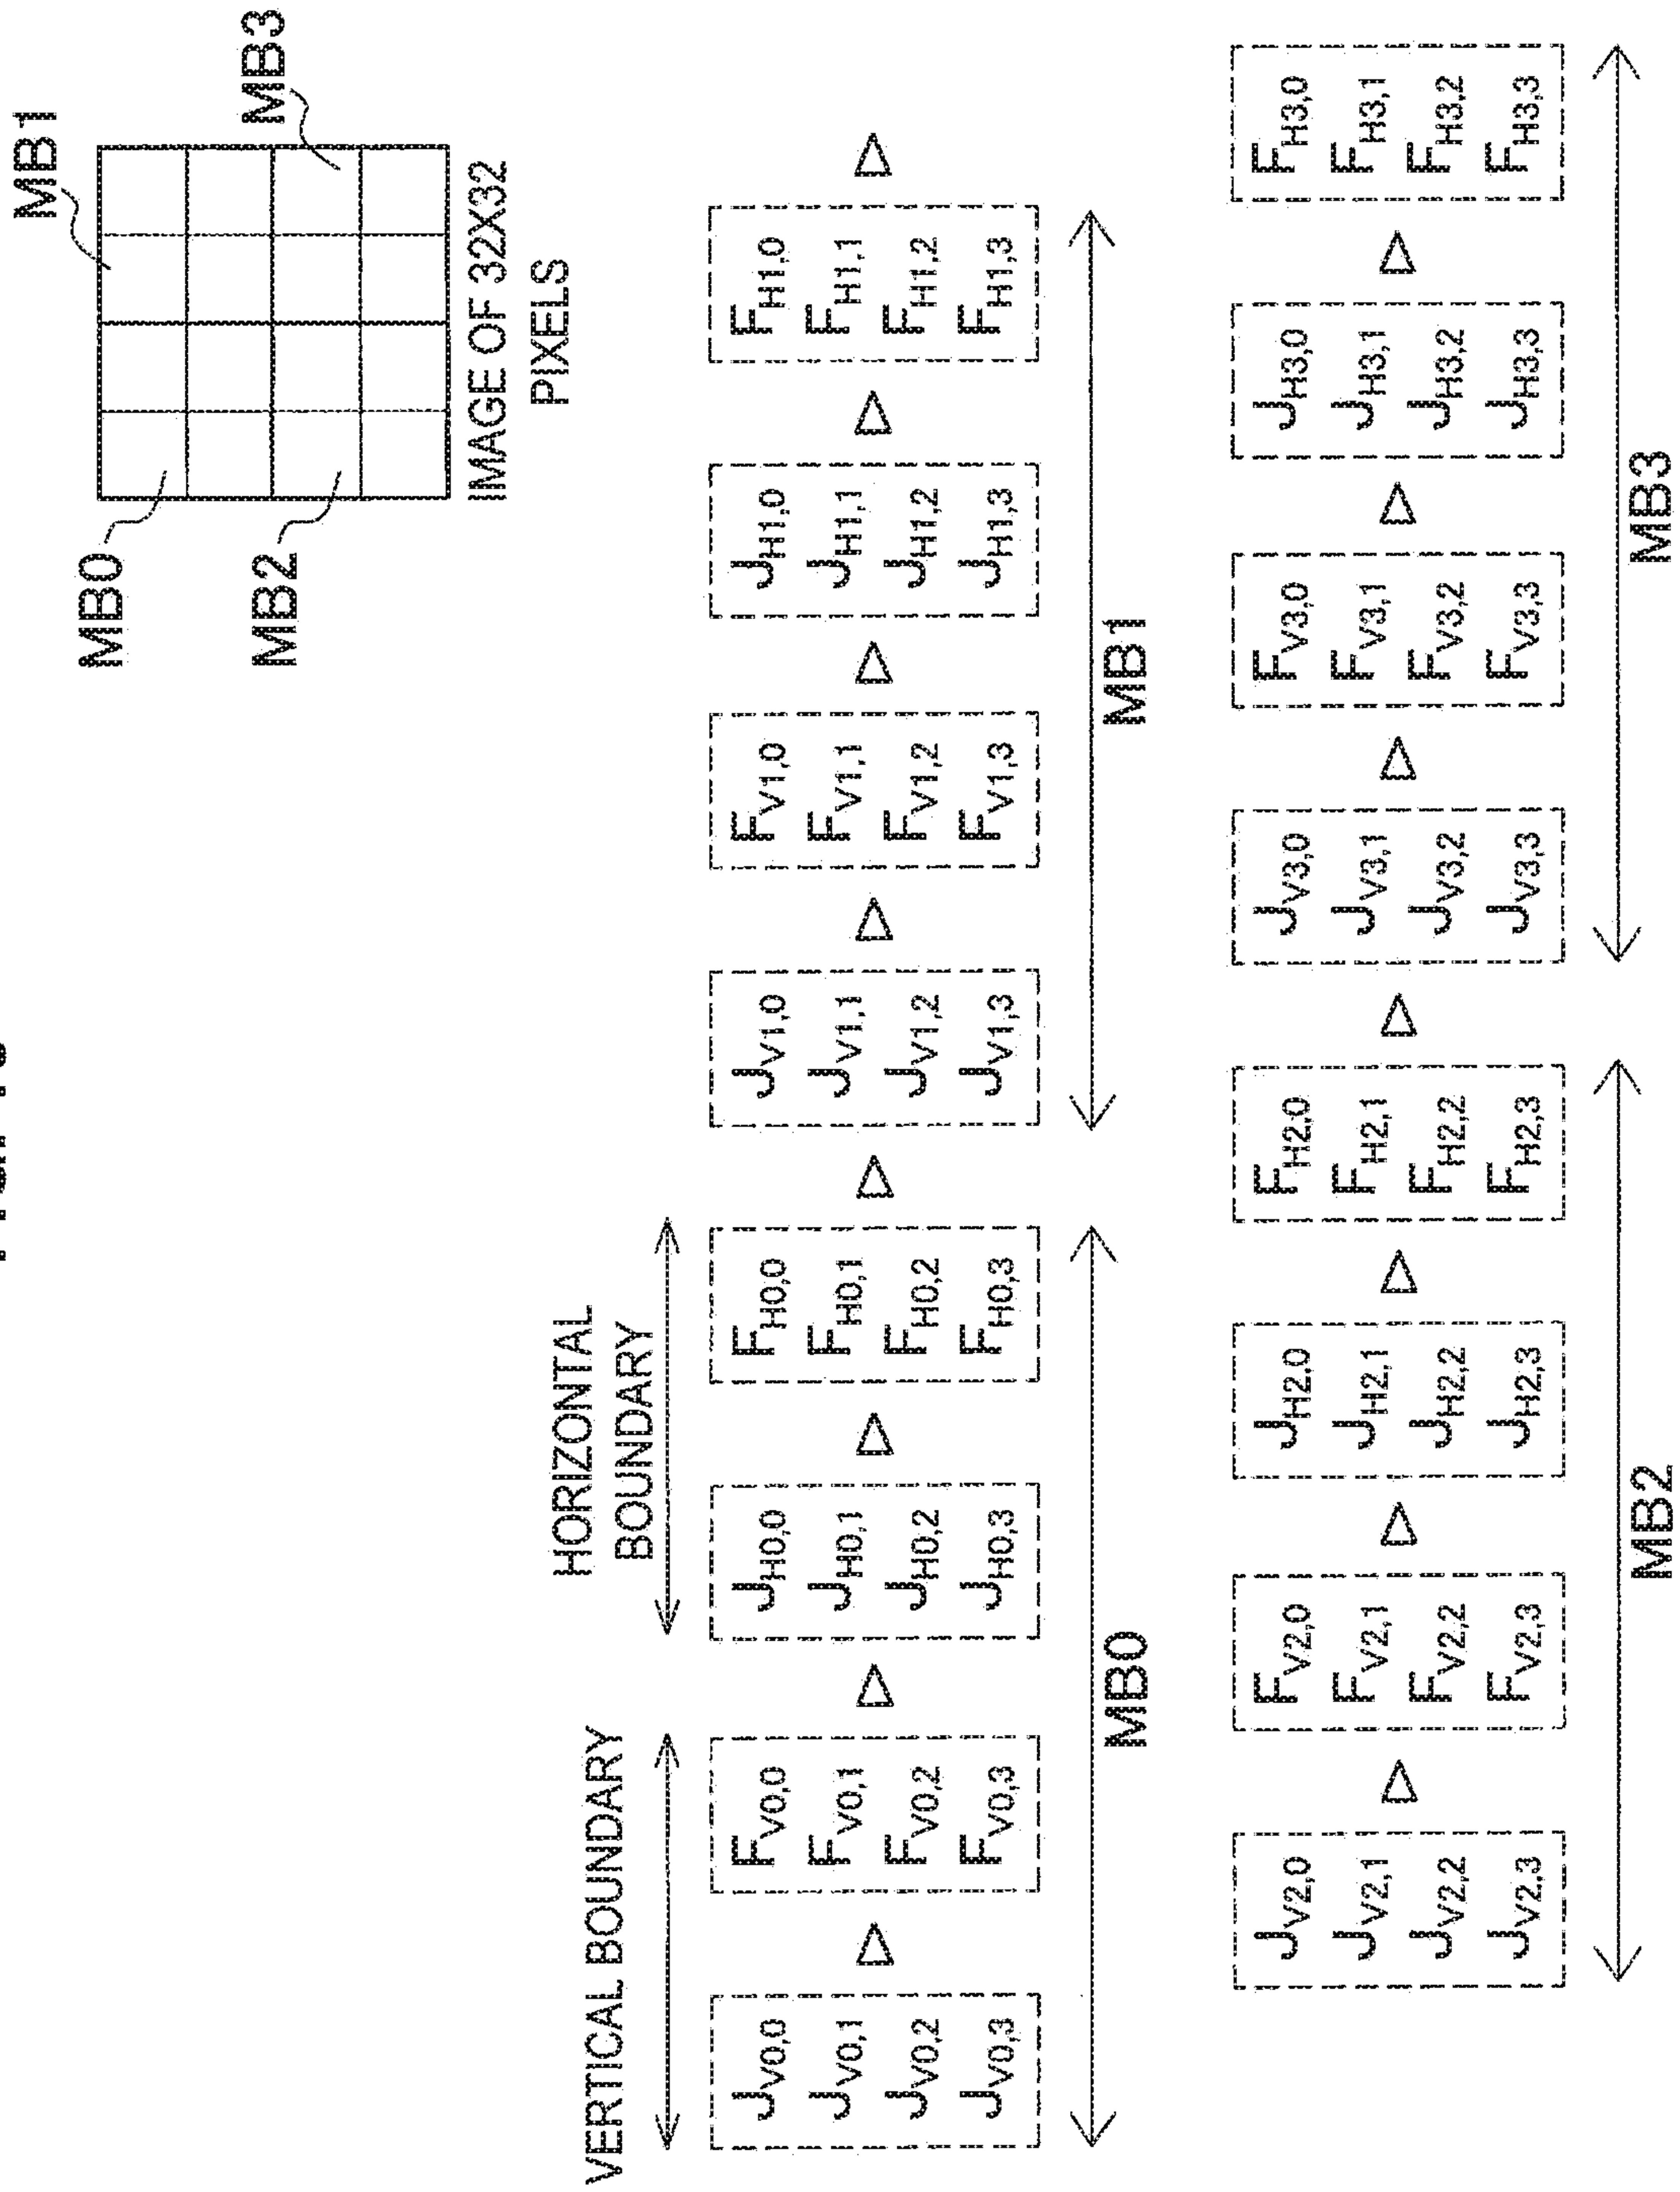 MB1
MB0
MB3
MB2
IMAGE OF 32X32
PIXELS
VERTICAL BOUNDARY
HORIZONTAL
BOUNDARY
JV0,0
JV0,1
JV0,2
JV0,3
FV0,0
FV0,1
FV0,2
FV0,3
JH0,0
JH0,1
JH0,2
JH0,3
FH0,0
FH0,1
FH0,2
FH0,3
JV1,0
JV1,1
JV1,2
JV1,3
FV1,0
FV1,1
FV1,2
FV1,3
JH1,0
JH1,1
JH1,2
JH1,3
FH1,0
FH1,1
FH1,2
FH1,3
MB0
MB1
JV2,0
JV2,1
JV2,2
JV2,3
FV2,0
FV2,1
FV2,2
FV2,3
JH2,0
JH2,1
JH2,2
JH2,3
FH2,0
FH2,1
FH2,2
FH2,3
JV3,0
JV3,1
JV3,2
JV3,3
FV3,0
FV3,1
FV3,2
FV3,3
JH3,0
JH3,1
JH3,2
JH3,3
FH3,0
FH3,1
FH3,2
FH3,3
MB2
MB3